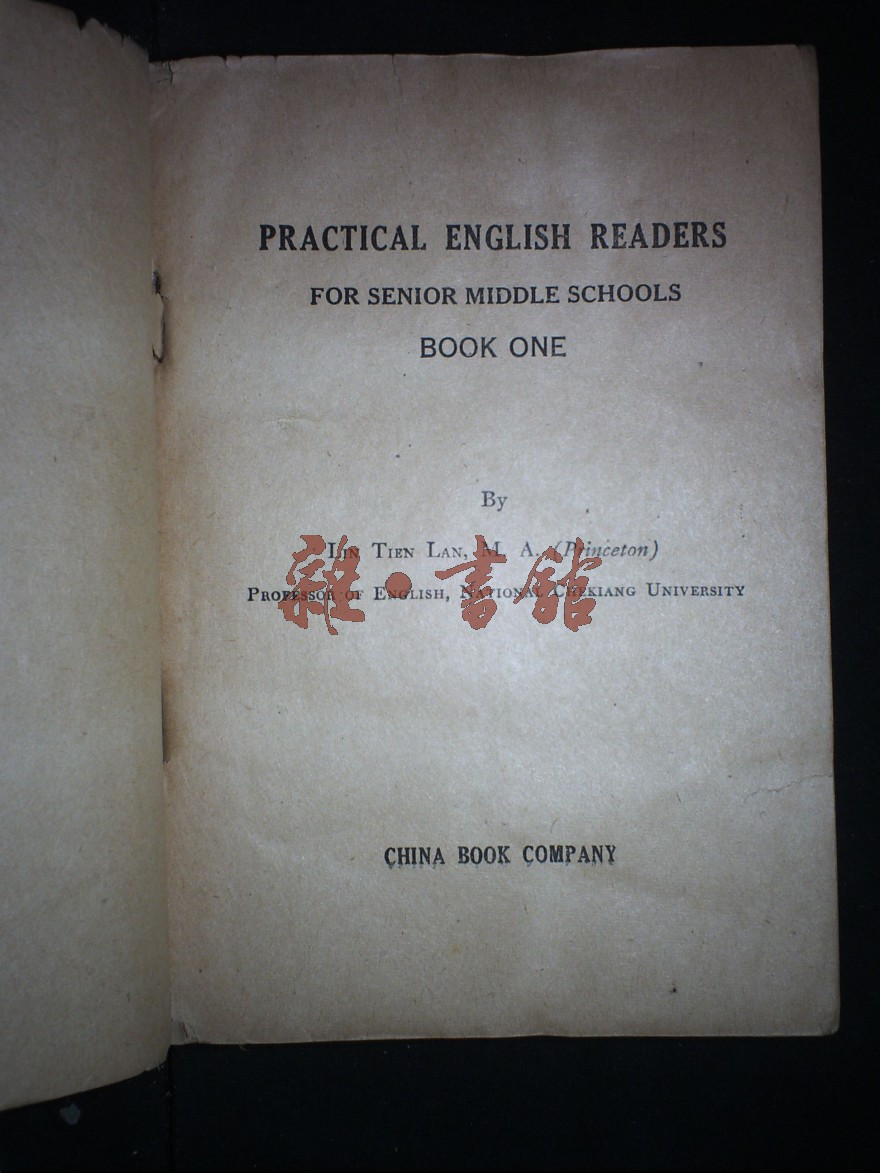 PRACTICAL ENGLISH READERS
FOR SENIOR MIDDLE SCHOOLS
BOOK ONE
By
LIN TIEN LAN, M. A. (Princeton)
PROFESSOR OF ENGLISH, NATIONAL CHEKIANG UNIVERSITY
雜·書館
CHINA BOOK COMPANY